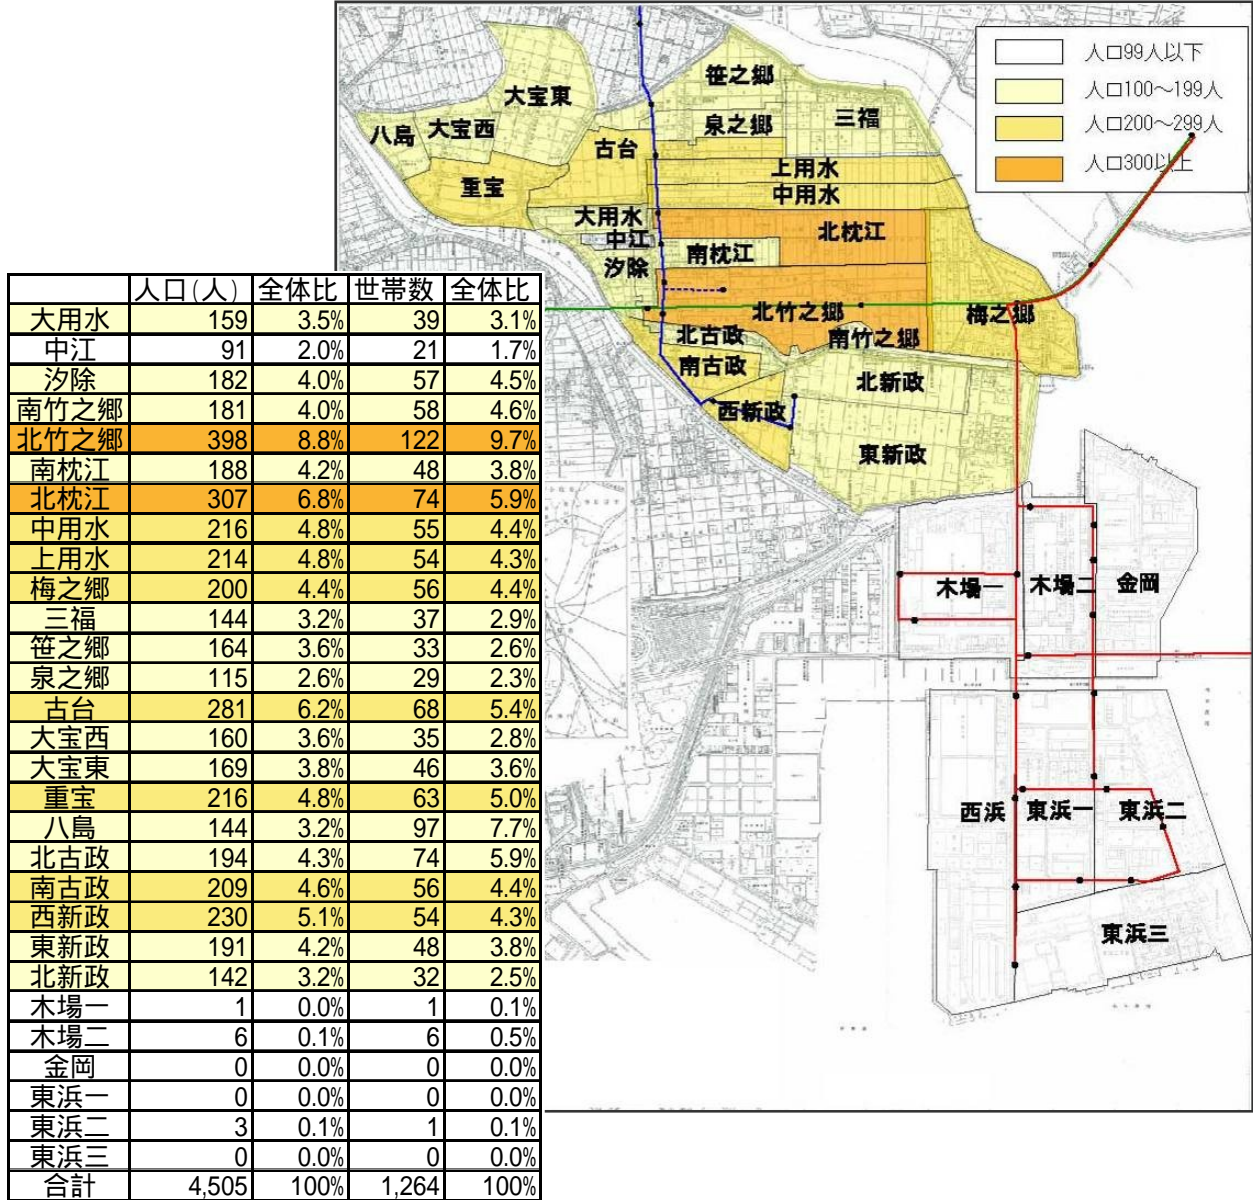 人口99人以下
人口100～199人
人口200～299人
人口300以上
笹之郷
大宝東
三福
八島
大宝西
泉之郷
古台
上用水
重宝
中用水
大用水
北枕江
中江
南枕江
汐除
北竹之郷
梅之郷
北古政
南竹之郷
南古政
北新政
西新政
東新政
木場一
木場二
金岡
西浜
東浜一
東浜二
東浜三
人口(人) 全体比 世帯数 全体比
大用水 159 3.5% 39 3.1%
中江 91 2.0% 21 1.7%
汐除 182 4.0% 57 4.5%
南竹之郷 181 4.0% 58 4.6%
北竹之郷 398 8.8% 122 9.7%
南枕江 188 4.2% 48 3.8%
北枕江 307 6.8% 74 5.9%
中用水 216 4.8% 55 4.4%
上用水 214 4.8% 54 4.3%
梅之郷 200 4.4% 56 4.4%
三福 144 3.2% 37 2.9%
笹之郷 164 3.6% 33 2.6%
泉之郷 115 2.6% 29 2.3%
古台 281 6.2% 68 5.4%
大宝西 160 3.6% 35 2.8%
大宝東 169 3.8% 46 3.6%
重宝 216 4.8% 63 5.0%
八島 144 3.2% 97 7.7%
北古政 194 4.3% 74 5.9%
南古政 209 4.6% 56 4.4%
西新政 230 5.1% 54 4.3%
東新政 191 4.2% 48 3.8%
北新政 142 3.2% 32 2.5%
木場一 1 0.0% 1 0.1%
木場二 6 0.1% 6 0.5%
金岡 0 0.0% 0 0.0%
東浜一 0 0.0% 0 0.0%
東浜二 3 0.1% 1 0.1%
東浜三 0 0.0% 0 0.0%
合計 4,505 100% 1,264 100%